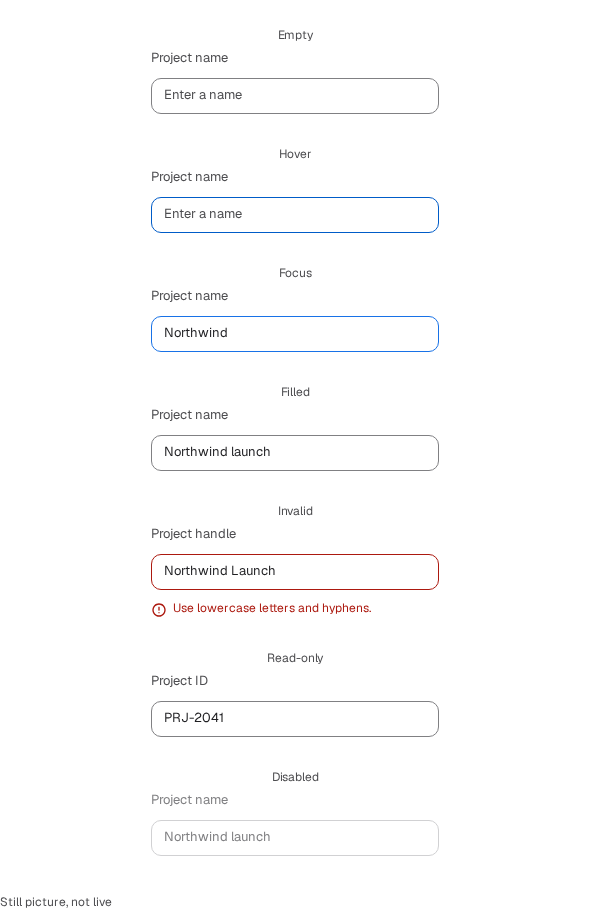 Empty
Project name
Enter a name
Hover
Project name
Enter a name
Focus
Project name
Northwind
Filled
Project name
Northwind launch
Invalid
Project handle
Northwind Launch
Use lowercase letters and hyphens.
Read-only
Project ID
PRJ-2041
Disabled
Project name
Northwind launch
Still picture, not live